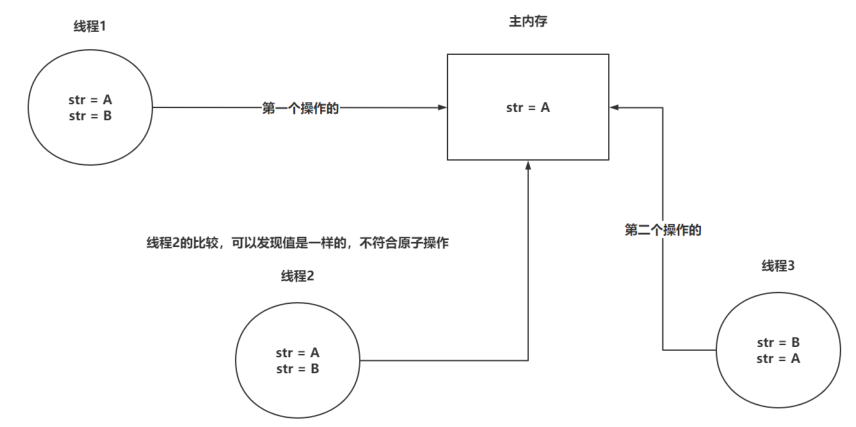 线程1
主内存
str = A
str = B
第一个操作的
str = A
线程2的比较，可以发现值是一样的，不符合原子操作
第二个操作的
线程2
线程3
str = A
str = B
str = B
str = A